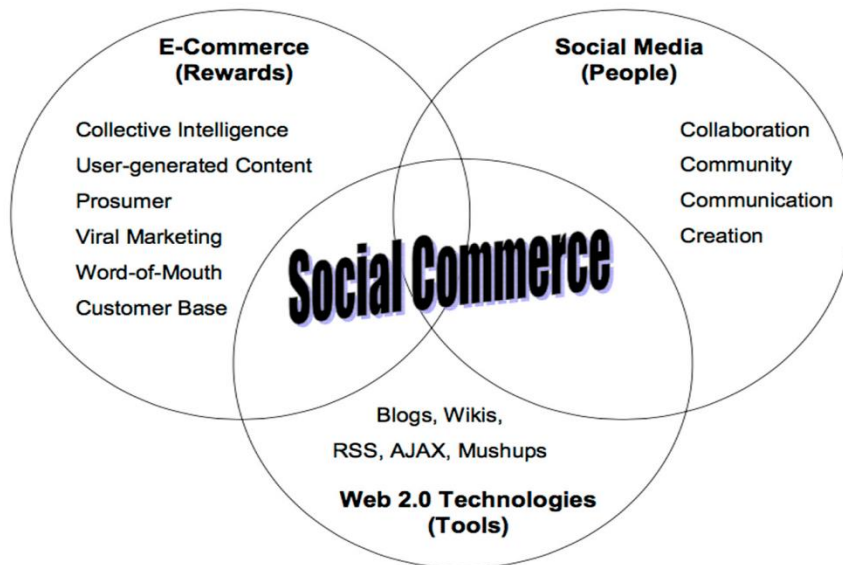 E-Commerce
(Rewards)
Collective Intelligence
User-generated Content
Prosumer
Viral Marketing
Word-of-Mouth
Customer Base
Social Media
(People)
Collaboration
Community
Communication
Creation
Social Commerce
Blogs, Wikis,
RSS, AJAX, Mushups
Web 2.0 Technologies
(Tools)